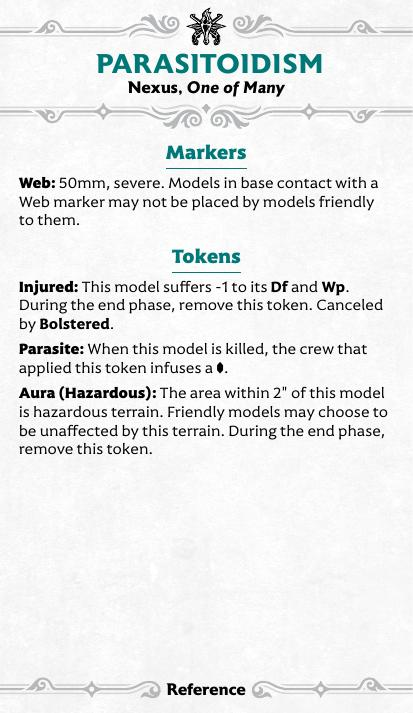 PARASITOIDISM
Nexus, One of Many
Markers
Web: 50mm, severe. Models in base contact with a
Web marker may not be placed by models friendly
to them.
Tokens
Injured: This model suffers -1 to its Df and Wp.
During the end phase, remove this token. Canceled
by Bolstered.
Parasite: When this model is killed, the crew that
applied this token infuses a .
Aura (Hazardous): The area within 2" of this model
is hazardous terrain. Friendly models may choose to
be unaffected by this terrain. During the end phase,
remove this token.
Reference